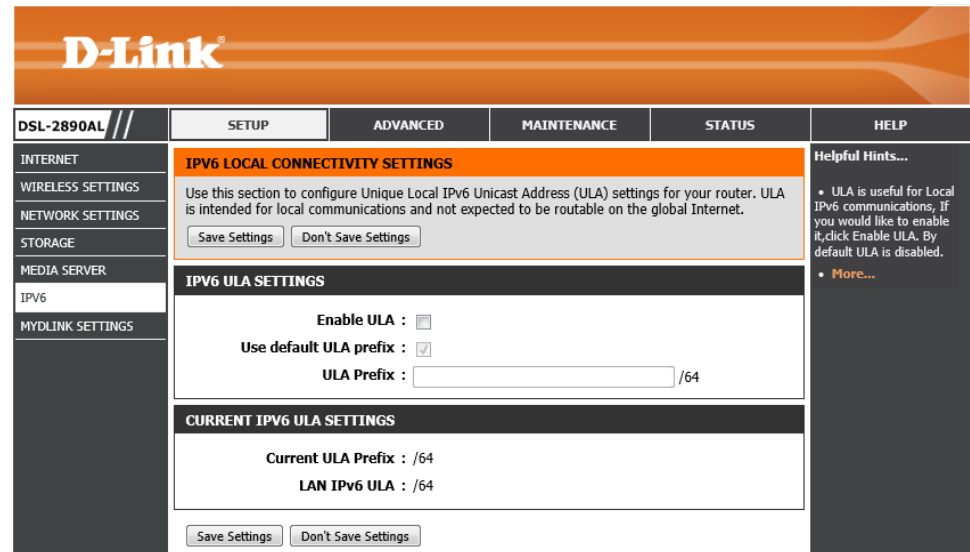 D-Link®
DSL-2890AL
SETUP
ADVANCED
MAINTENANCE
STATUS
HELP
INTERNET
WIRELESS SETTINGS
NETWORK SETTINGS
STORAGE
MEDIA SERVER
IPV6
MYDLINK SETTINGS
IPV6 LOCAL CONNECTIVITY SETTINGS
Use this section to configure Unique Local IPv6 Unicast Address (ULA) settings for your router. ULA
is intended for local communications and not expected to be routable on the global Internet.
Save Settings Don't Save Settings
IPV6 ULA SETTINGS
Enable ULA :
Use default ULA prefix :
ULA Prefix : /64
CURRENT IPV6 ULA SETTINGS
Current ULA Prefix : /64
LAN IPv6 ULA : /64
Save Settings Don't Save Settings
Helpful Hints...
• ULA is useful for Local
IPv6 communications, If
you would like to enable
it,click Enable ULA. By
default ULA is disabled.
• More...